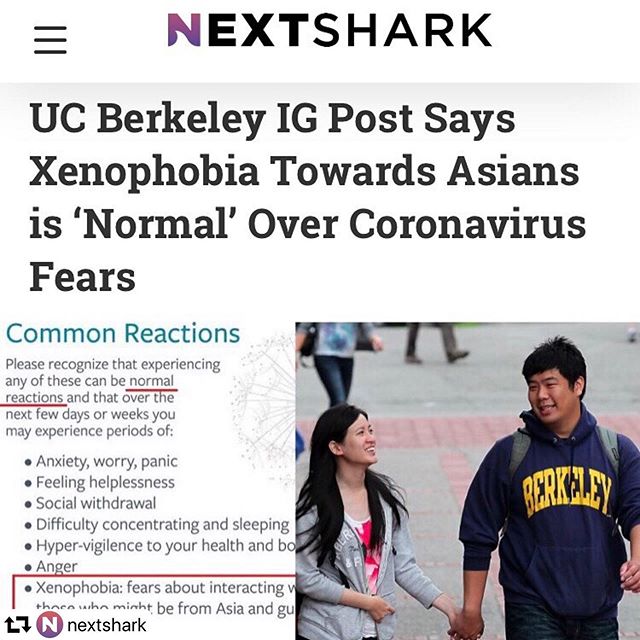 NEXTSHARK
UC Berkeley IG Post Says
Xenophobia Towards Asians
is ‘Normal’ Over Coronavirus
Fears
Common Reactions
Please recognize that experiencing
any of these can be normal
reactions and that over the
next few days or weeks you
may experience periods of:
• Anxiety, worry, panic
• Feeling helplessness
• Social withdrawal
• Difficulty concentrating and sleeping
• Hyper-vigilence to your health and bo
• Anger
• Xenophobia: fears about interacting w
those who might be from Asia and gu
BERKELEY
nextshark